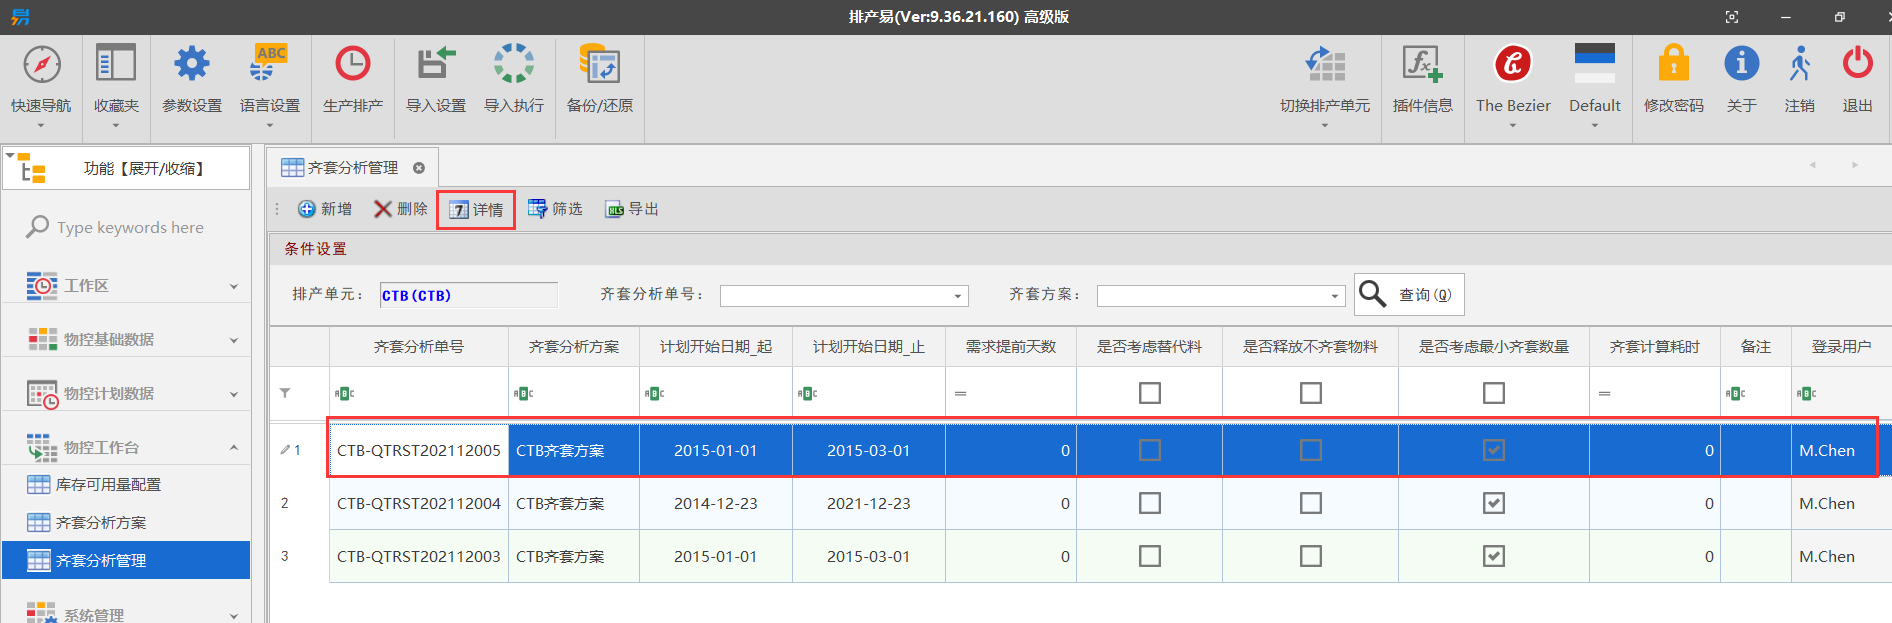 排产易(Ver:9.36.21.160) 高级版
快速导航 收藏夹 参数设置 ABC 语言设置 生产排产 导入设置 导入执行 备份/还原 切换排产单元 插件信息 The Bezier Default 修改密码 关于 注销 退出
功能【展开/收缩】
Type keywords here
工作区
物控基础数据
物控计划数据
物控工作台
库存可用量配置
齐套分析方案
齐套分析管理
系统管理
齐套分析管理
新增 删除 7 详情 筛选 XLS 导出
条件设置
排产单元： CTB(CTB) 齐套分析单号： 齐套方案： 查询(Q)
齐套分析单号 齐套分析方案 计划开始日期_起 计划开始日期_止 需求提前天数 是否考虑替代料 是否释放不齐套物料 是否考虑最小齐套数量 齐套计算耗时 备注 登录用户
ABC ABC ABC ABC = = ABC ABC
1 CTB-QTRST202112005 CTB齐套方案 2015-01-01 2015-03-01 0 0 M.Chen
2 CTB-QTRST202112004 CTB齐套方案 2014-12-23 2021-12-23 0 0 M.Chen
3 CTB-QTRST202112003 CTB齐套方案 2015-01-01 2015-03-01 0 0 M.Chen